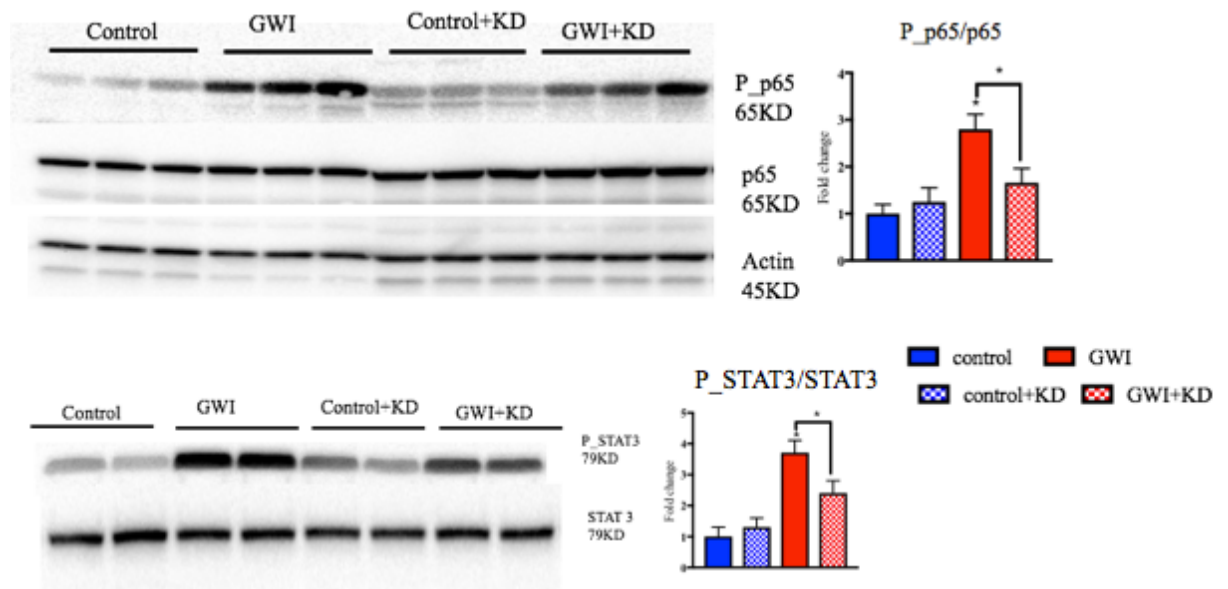 Control GWI Control+KD GWI+KD
P_p65
65KD
p65
65KD
Actin
45KD
P_p65/p65
Fold change
4
3
2
1
0
*
*
control GWI
control+KD GWI+KD
Control GWI Control+KD GWI+KD
P_STAT3
79KD
STAT 3
79KD
P_STAT3/STAT3
Fold change
5
4
3
2
1
0
*
*